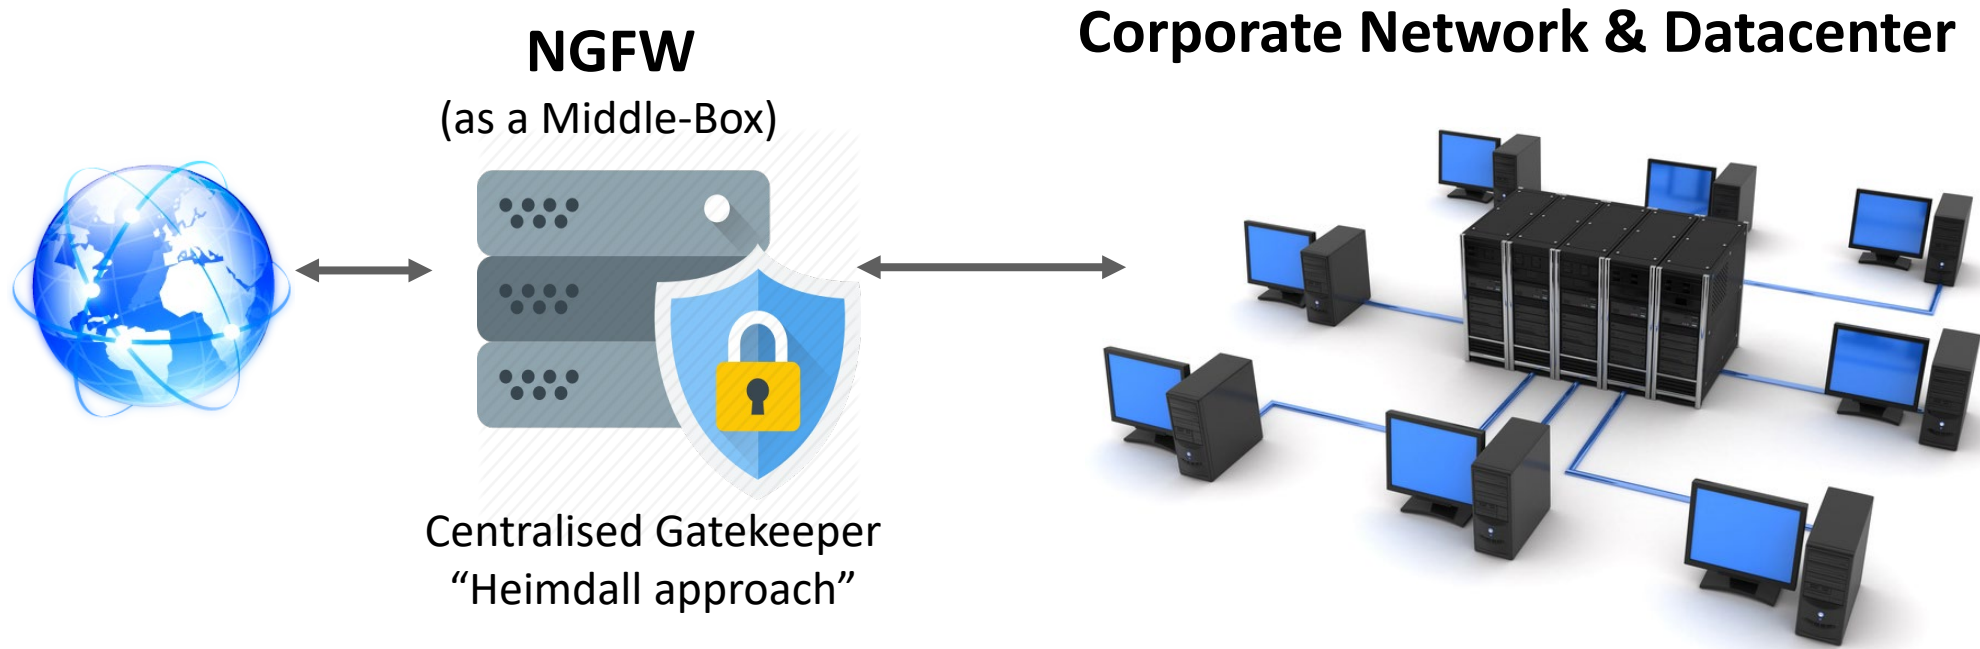 NGFW
(as a Middle-Box)
Centralised Gatekeeper
“Heimdall approach”
Corporate Network & Datacenter